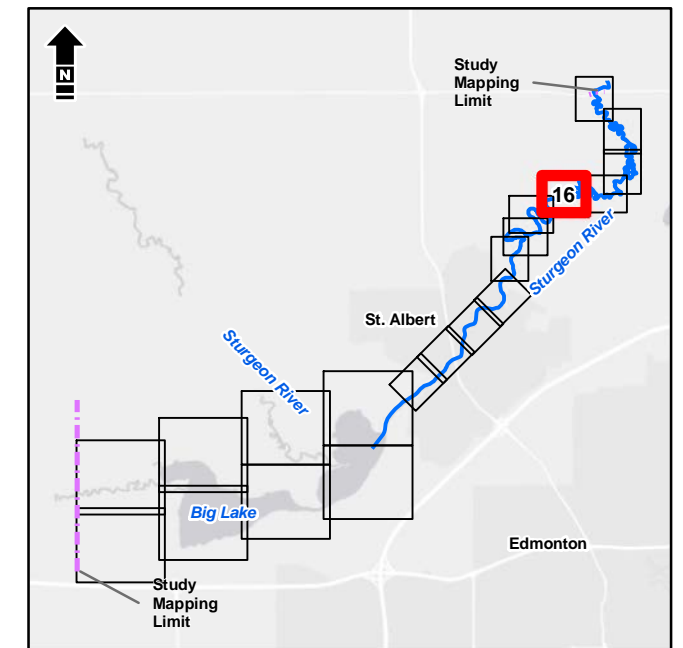 N
Study
Mapping
Limit
16
Sturgeon River
St. Albert
Sturgeon River
Big Lake
Edmonton
Study
Mapping
Limit